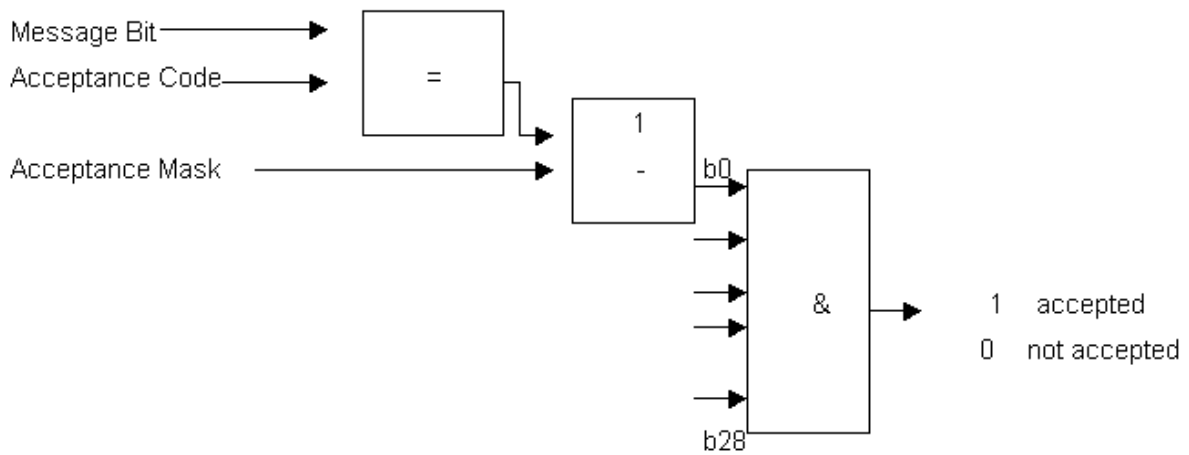 Message Bit
Acceptance Code
=
1
-
Acceptance Mask
b0
&
1 accepted
0 not accepted
b28